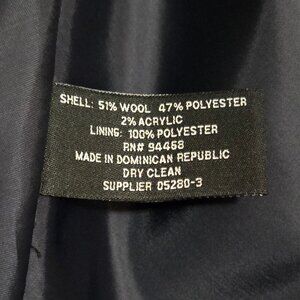 SHELL: 51% WOOL 47% POLYESTER
2% ACRYLIC
LINING: 100% POLYESTER
RN# 94468
MADE IN DOMINICAN REPUBLIC
DRY CLEAN
SUPPLIER 05280-3